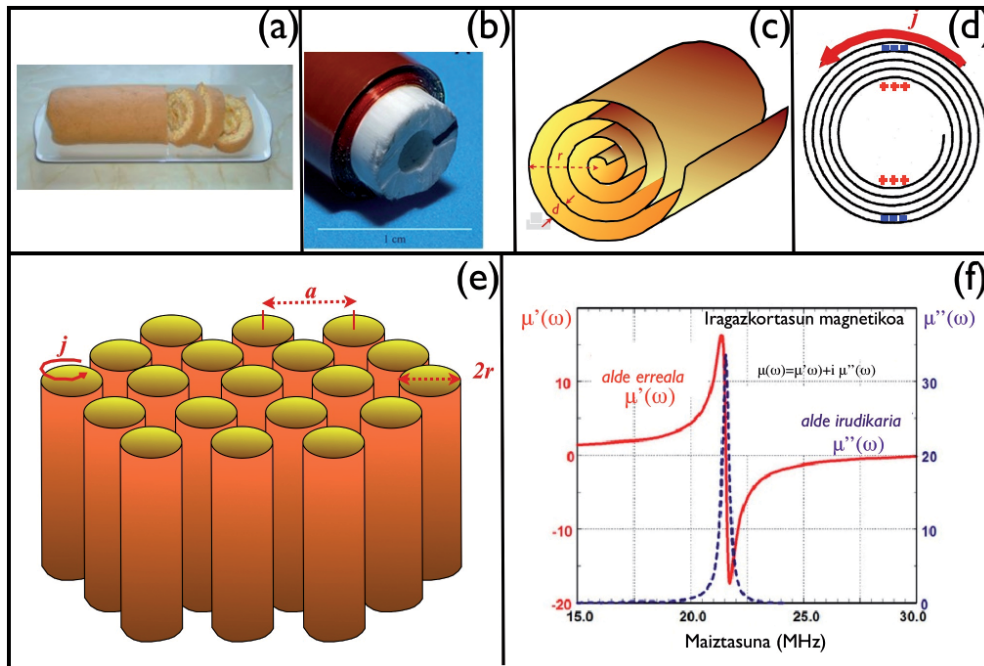 (a)
(b)
1 cm
(c)
r
d
(d)
j
+++
+++
(e)
a
j
2r
(f)
μ'(ω)
Iragazkortasun magnetikoa
μ''(ω)
μ(ω)=μ'ω)+i μ''(ω)
alde erreala
μ'(ω)
alde irudikaria
μ''(ω)
10
0
-10
-20
30
20
10
0
15.0
20.0
25.0
30.0
Maiztasuna (MHz)